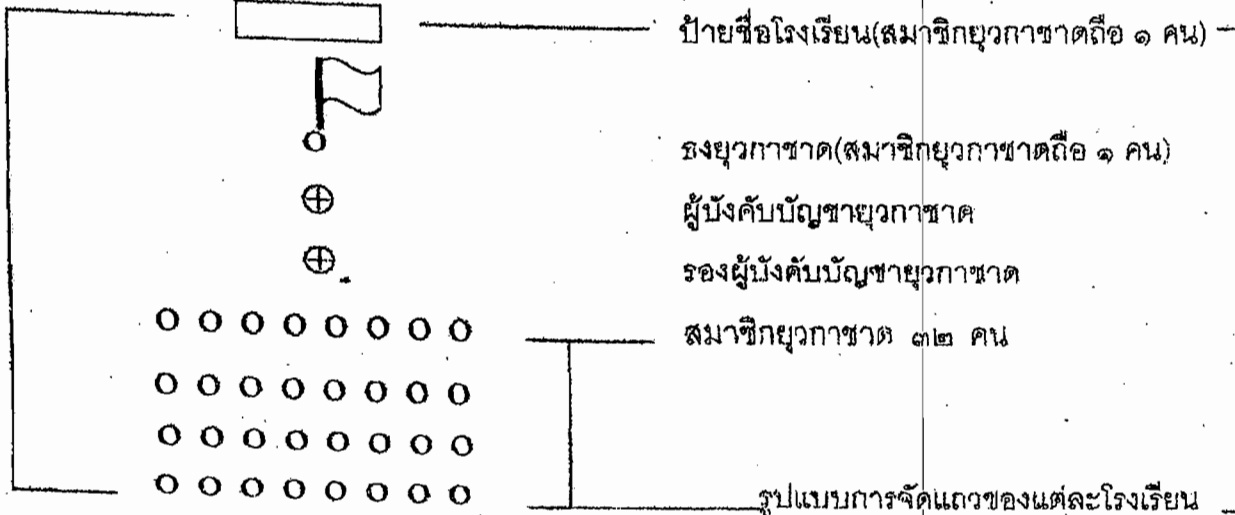 ป้ายชื่อโรงเรียน(สมาชิกยุวกาชาดถือ ๑ คน)
ธงยุวกาชาด(สมาชิกยุวกาชาดถือ ๑ คน)
ผู้บังคับบัญชายุวกาชาด
รองผู้บังคับบัญชายุวกาชาด
สมาชิกยุวกาชาด ๓๒ คน
รูปแบบการจัดแถวของแต่ละโรงเรียน